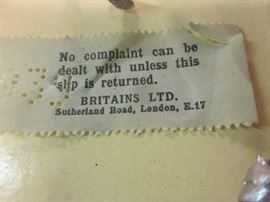 No complaint can be
dealt with unless this
slip is returned.
BRITAINS LTD.
Sutherland Road, London, E.17